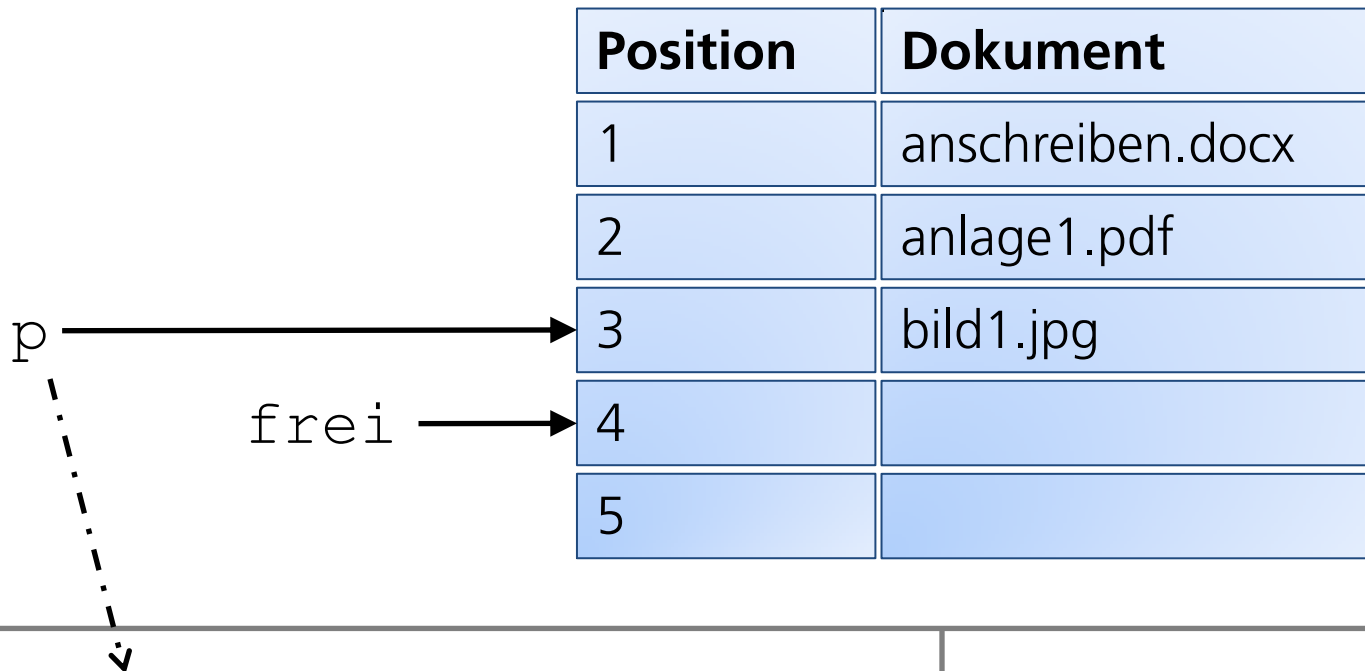 Position Dokument
1 anschreiben.docx
2 anlage1.pdf
p 3 bild1.jpg
frei 4
5